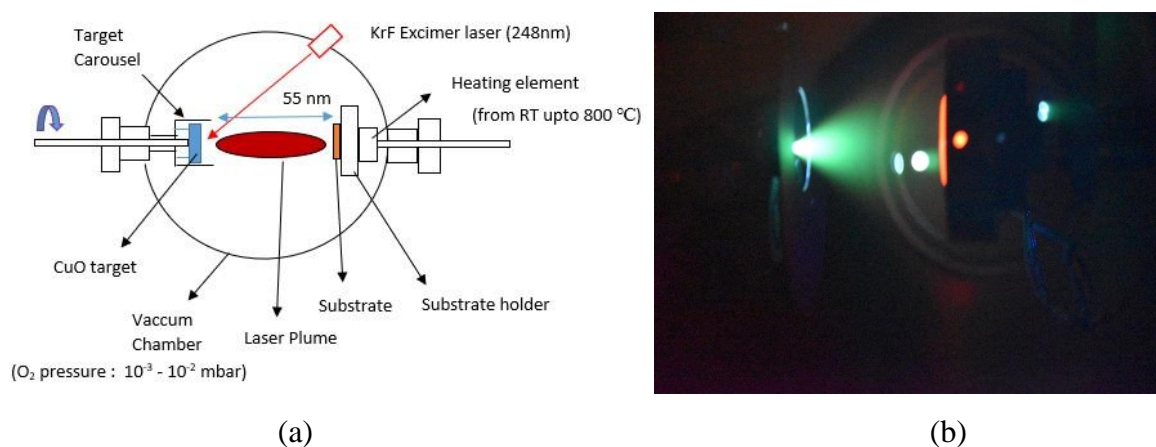 Target
Carousel
KrF Excimer laser (248nm)
55 nm
Heating element
(from RT upto 800 ⁰C)
CuO target
Vaccum
Chamber
(O₂ pressure : 10⁻³ - 10⁻² mbar)
Laser Plume
Substrate
Substrate holder
(a)
(b)